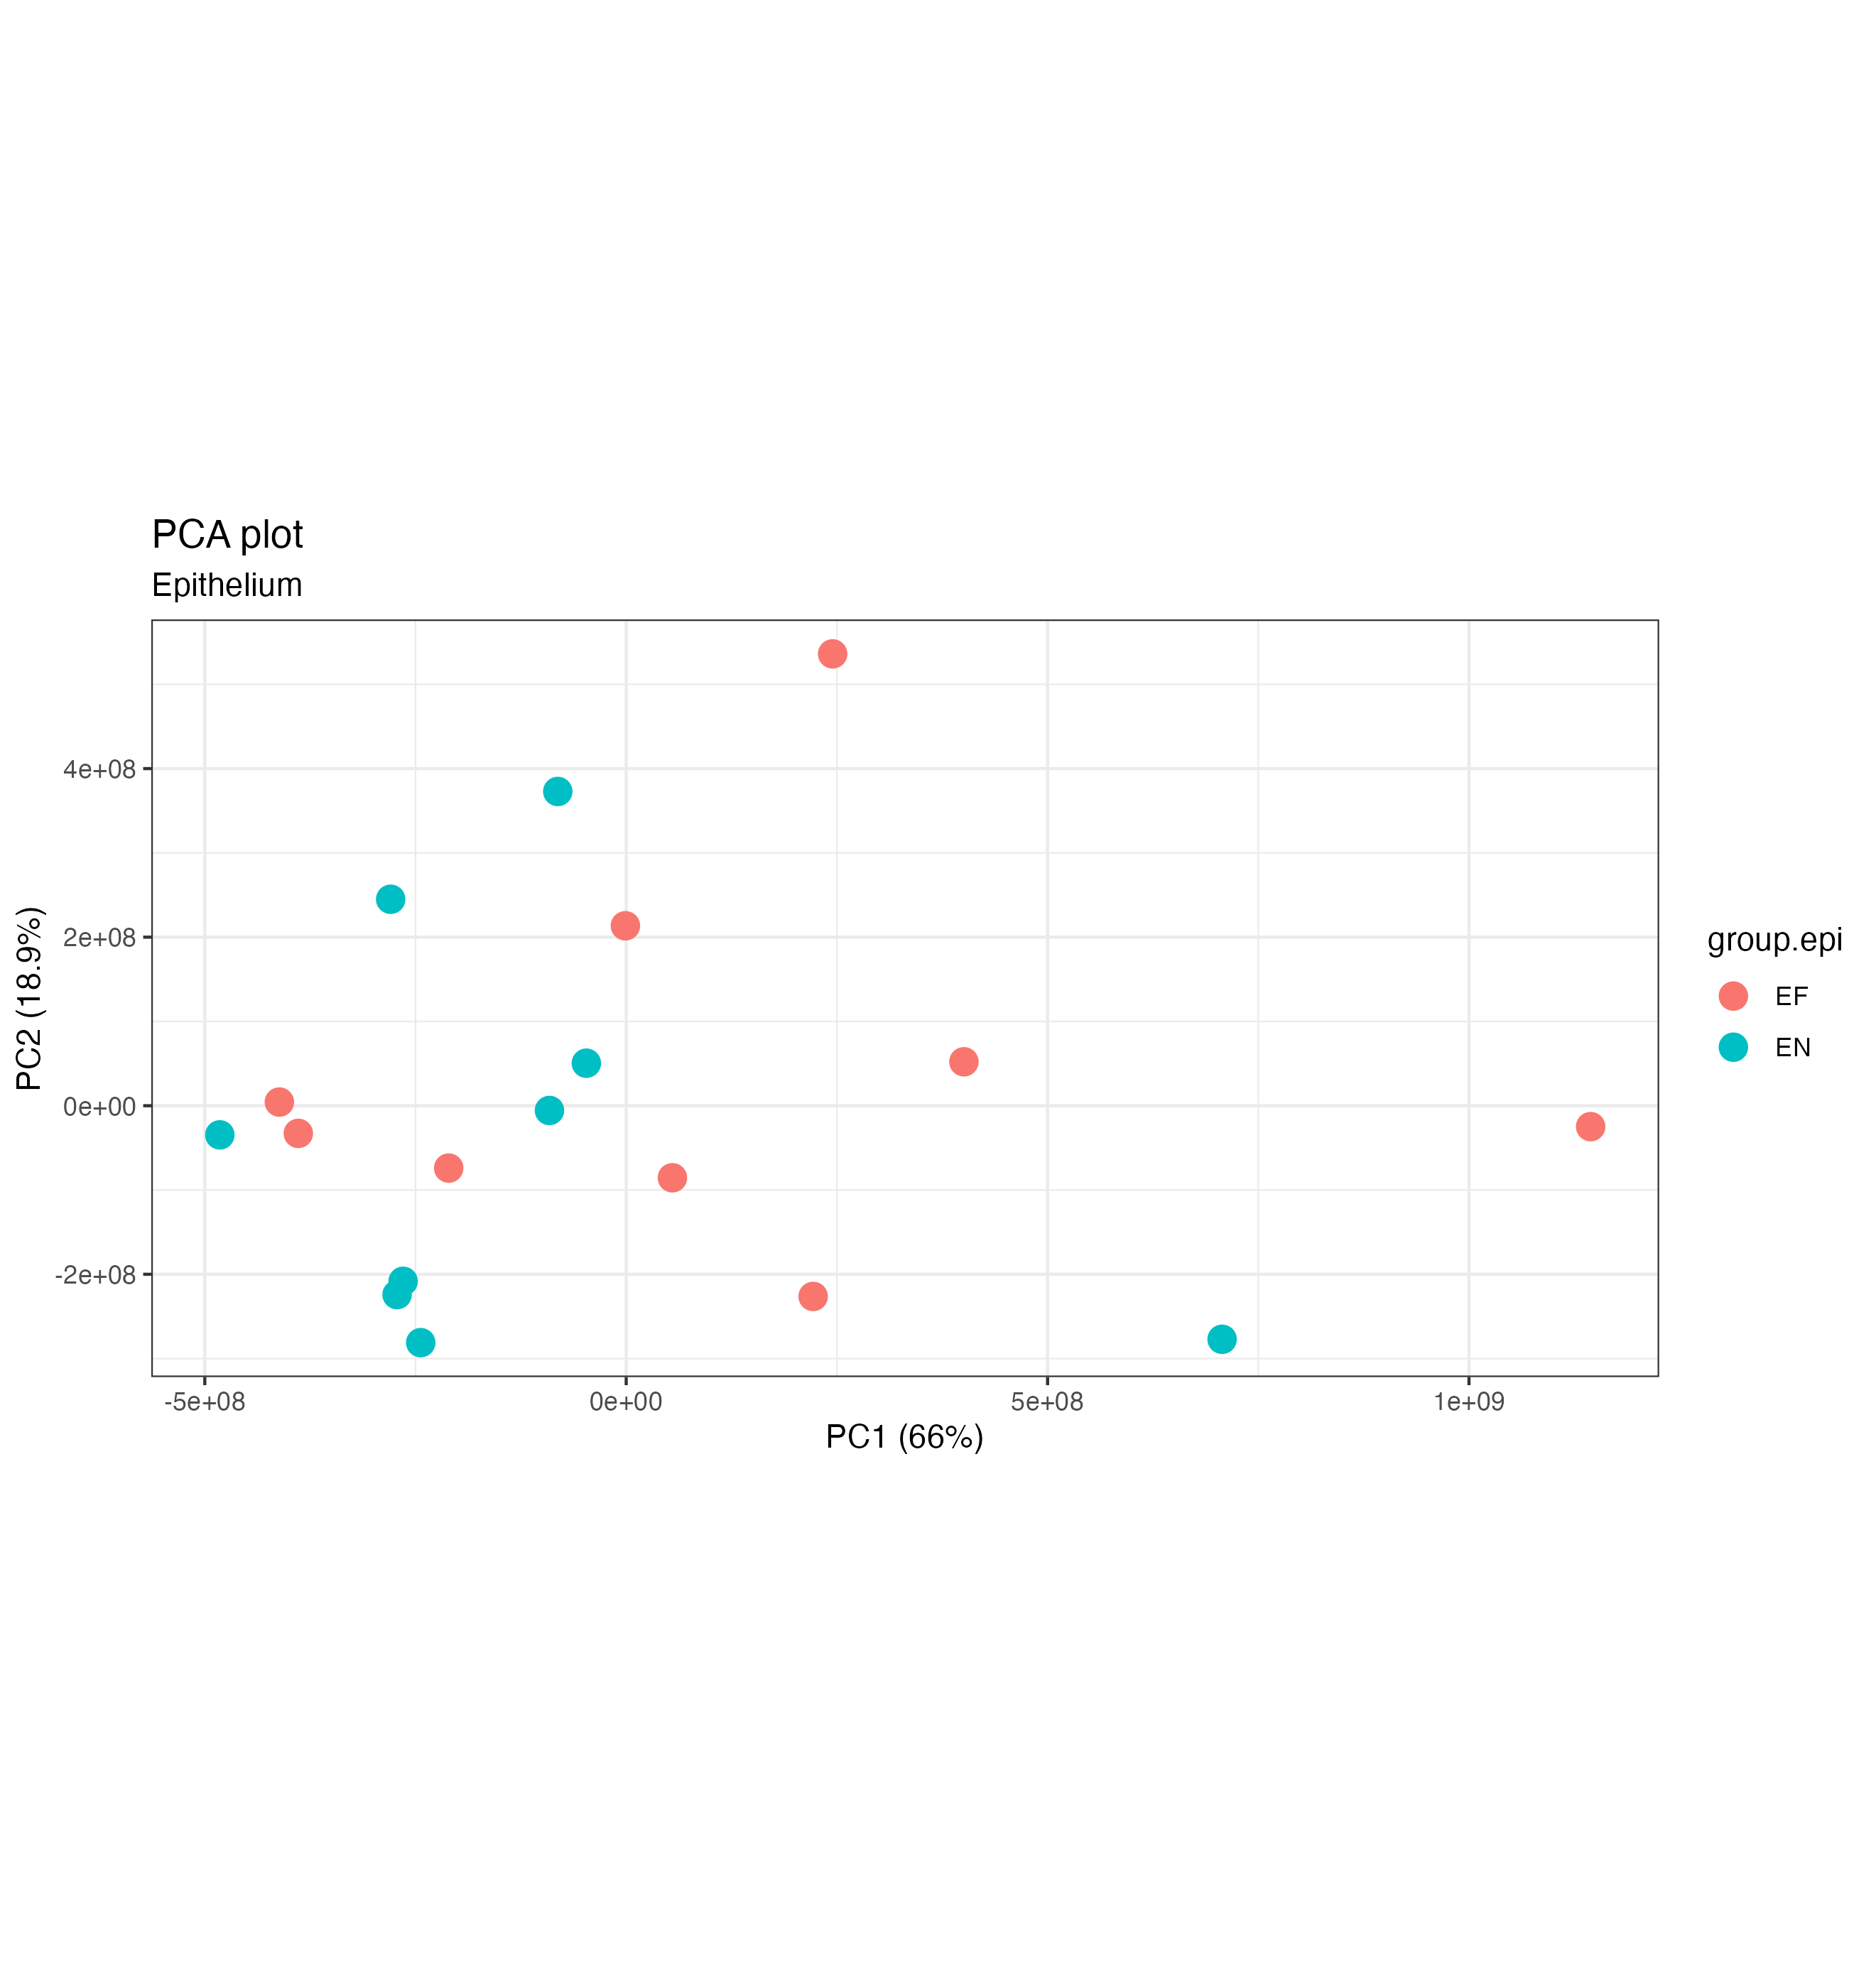 PCA plot
Epithelium
PC2 (18.9%)
4e+08
2e+08
0e+00
-2e+08
-5e+08
0e+00
5e+08
1e+09
PC1 (66%)
group.epi
EF
EN